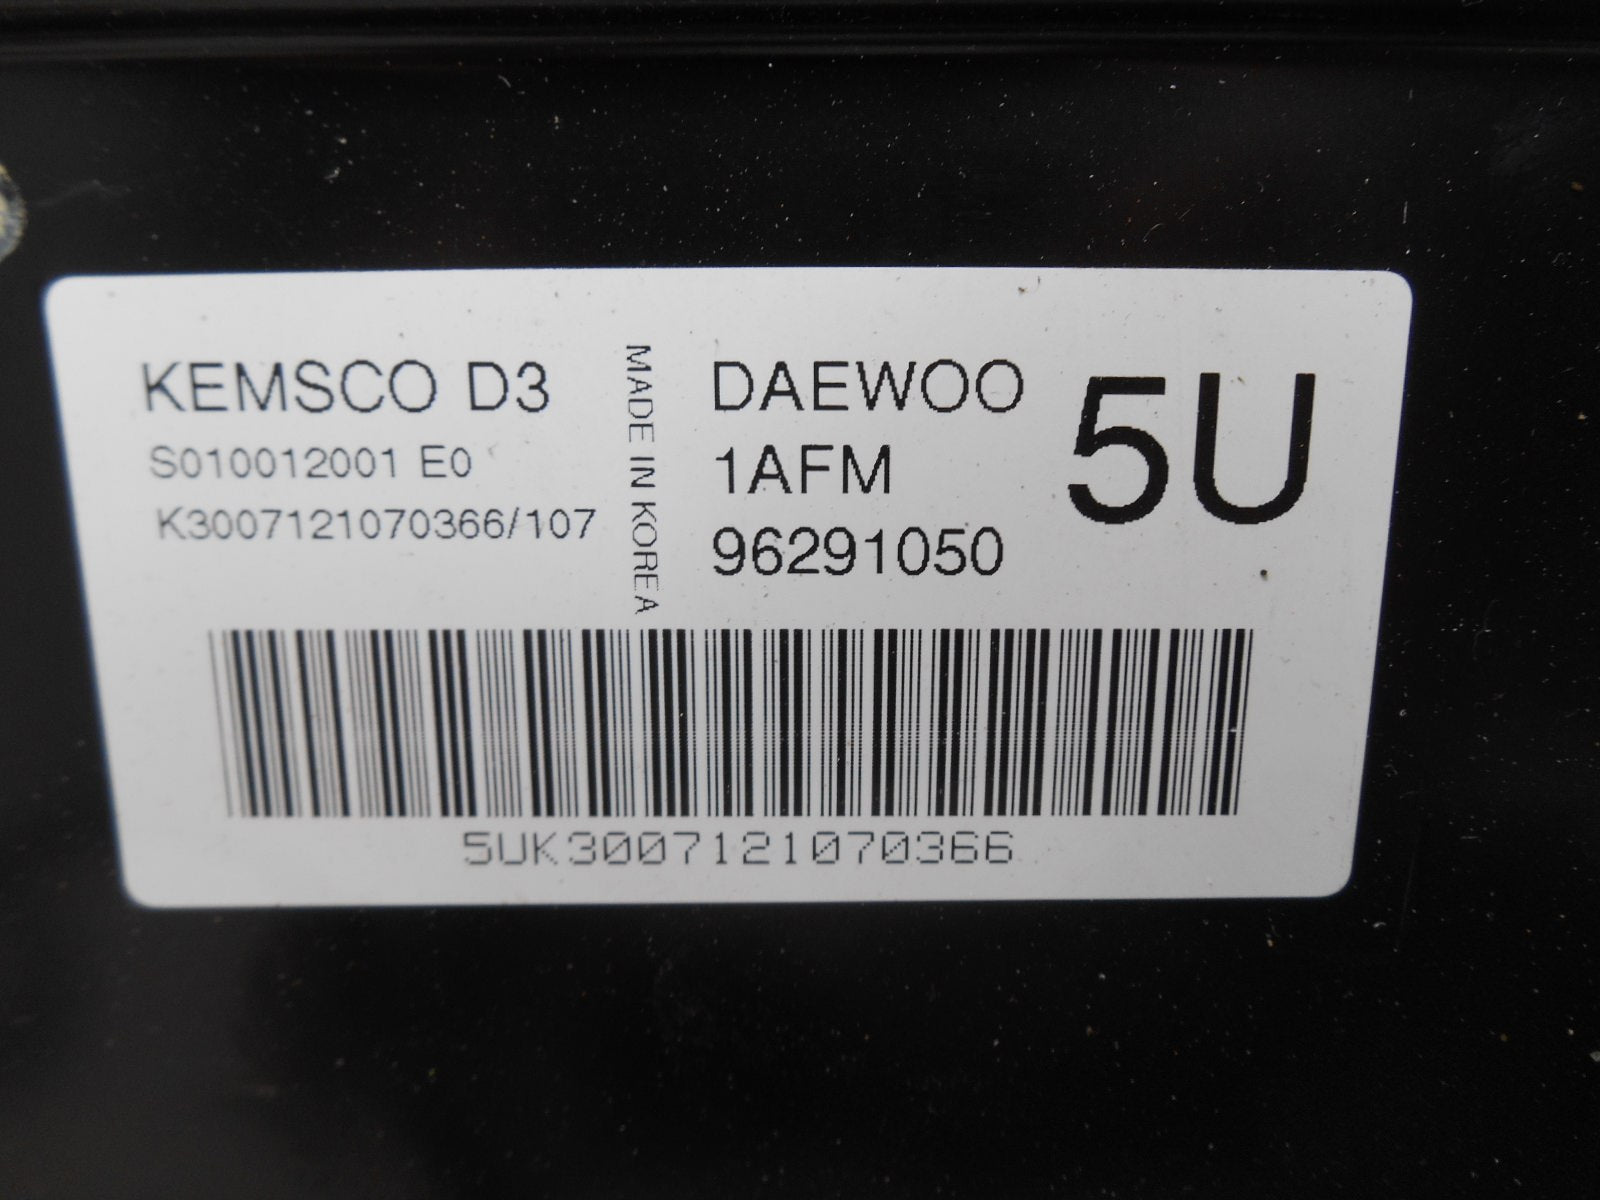 KEMSCO D3
S010012001 E0
K3007121070366/107
MADE IN KOREA
DAEWOO
1AFM
96291050
5U
5UK3007121070366